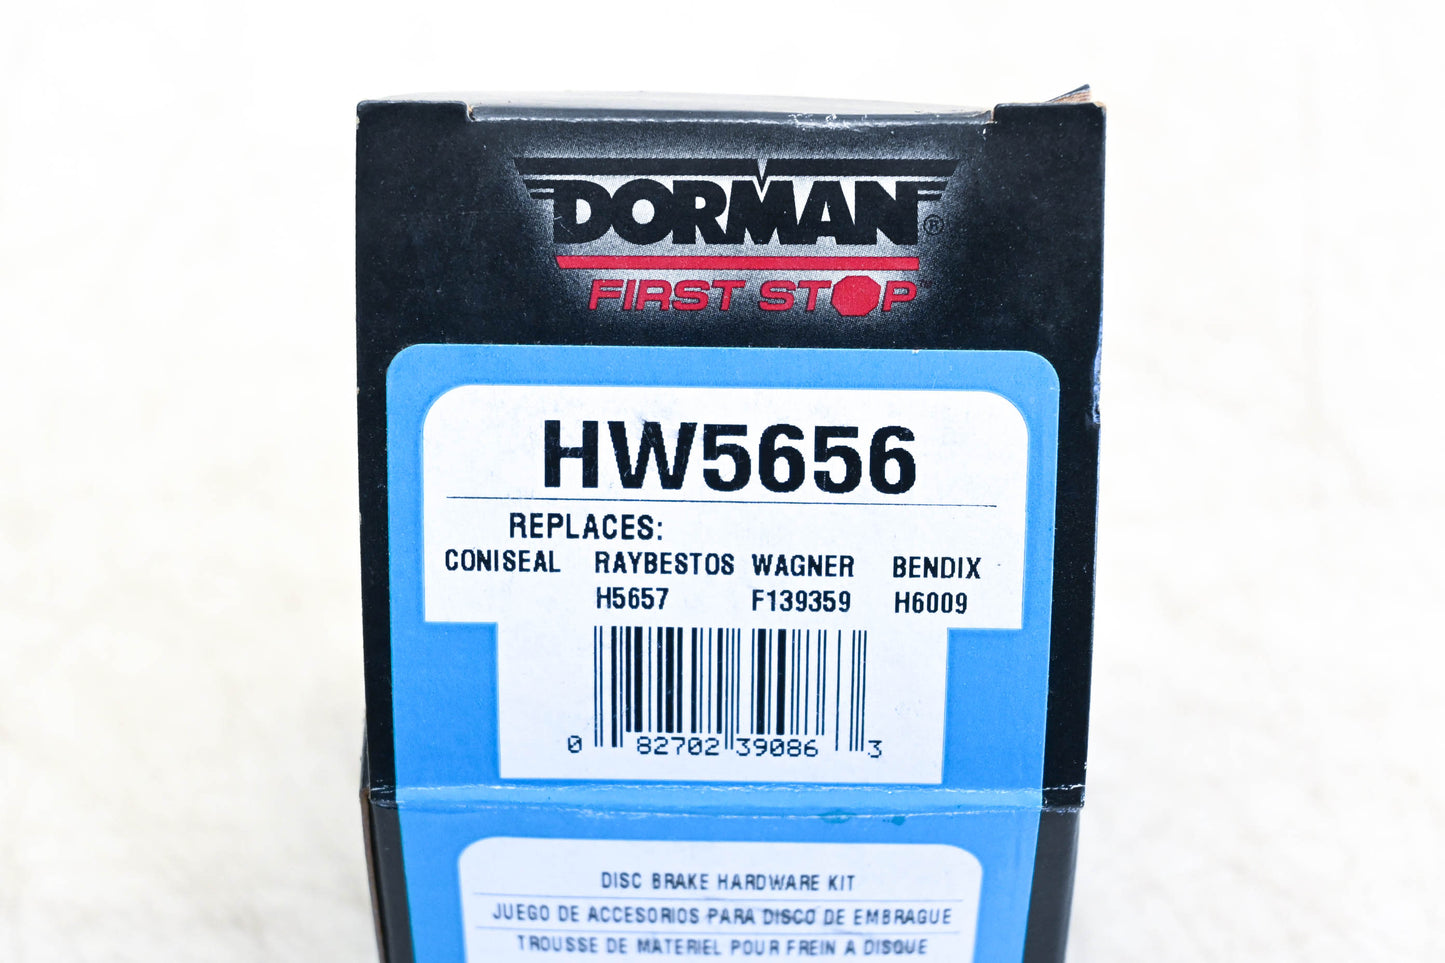 DORMAN®
FIRST STOP™
HW5656
REPLACES:
CONISEAL RAYBESTOS WAGNER BENDIX
H5657 F139359 H6009
0 82702 39086 3
DISC BRAKE HARDWARE KIT
JUEGO DE ACCESORIOS PARA DISCO DE EMBRAGUE
TROUSSE DE MATERIEL POUR FREIN A DISQUE